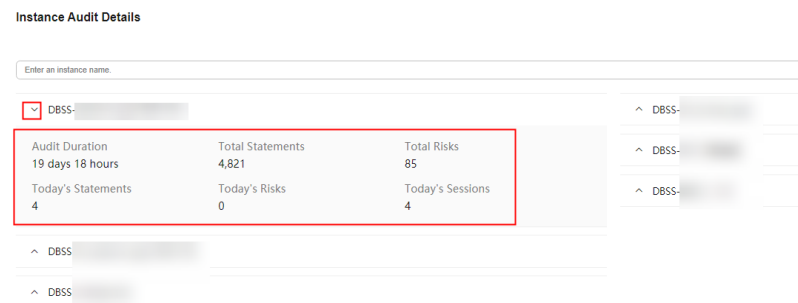 Instance Audit Details
Enter an instance name.
DBSS-
Audit Duration
19 days 18 hours
Total Statements
4,821
Total Risks
85
Today's Statements
4
Today's Risks
0
Today's Sessions
4
DBSS
DBSS
DBSS-
DBSS-
DBSS-